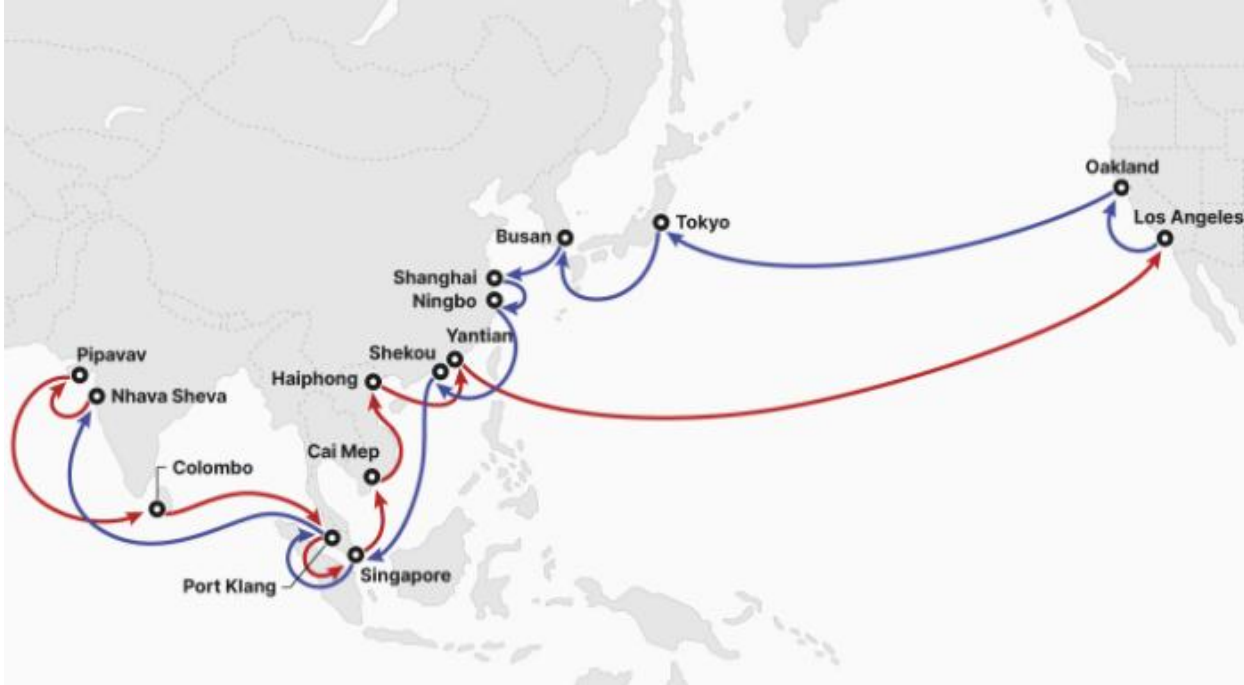 Oakland
Los Angeles
Tokyo
Busan
Shanghai
Ningbo
Yantian
Shekou
Pipavav
Haiphong
Nhava Sheva
Cai Mep
Colombo
Singapore
Port Klang